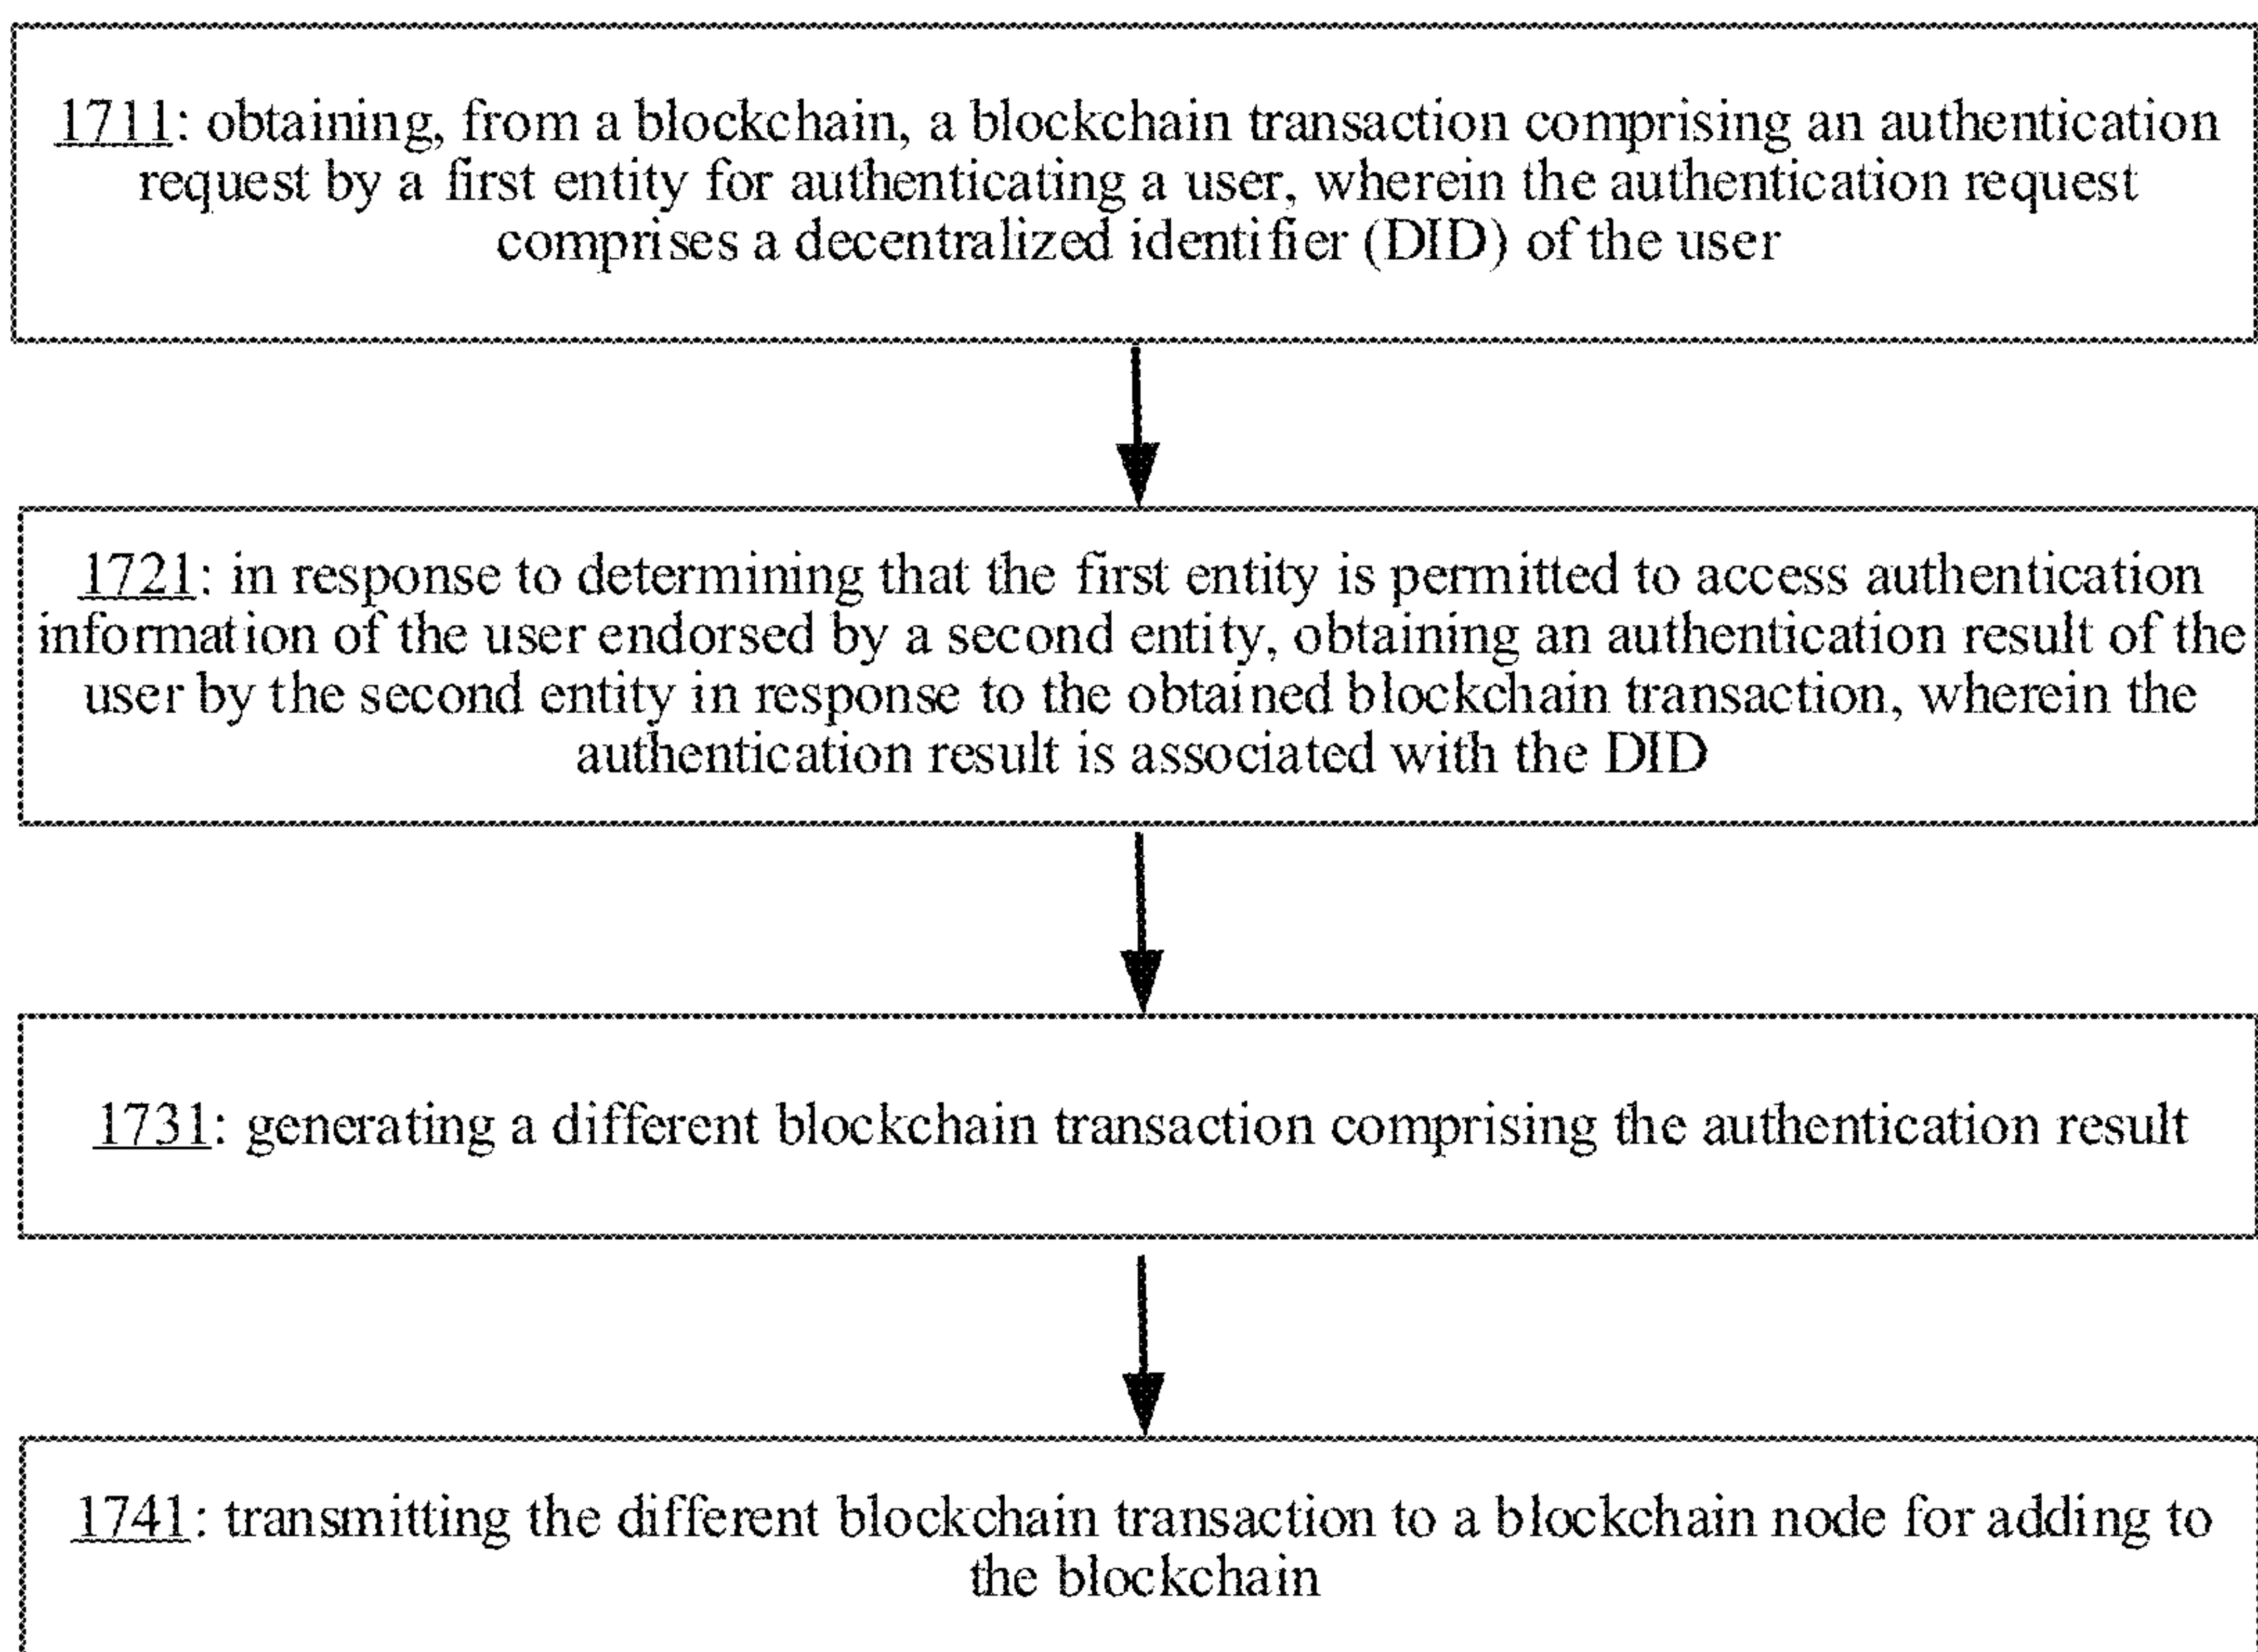 1711: obtaining, from a blockchain, a blockchain transaction comprising an authentication
request by a first entity for authenticating a user, wherein the authentication request
comprises a decentralized identifier (DID) of the user
1721: in response to determining that the first entity is permitted to access authentication
information of the user endorsed by a second entity, obtaining an authentication result of the
user by the second entity in response to the obtained blockchain transaction, wherein the
authentication result is associated with the DID
1731: generating a different blockchain transaction comprising the authentication result
1741: transmitting the different blockchain transaction to a blockchain node for adding to
the blockchain